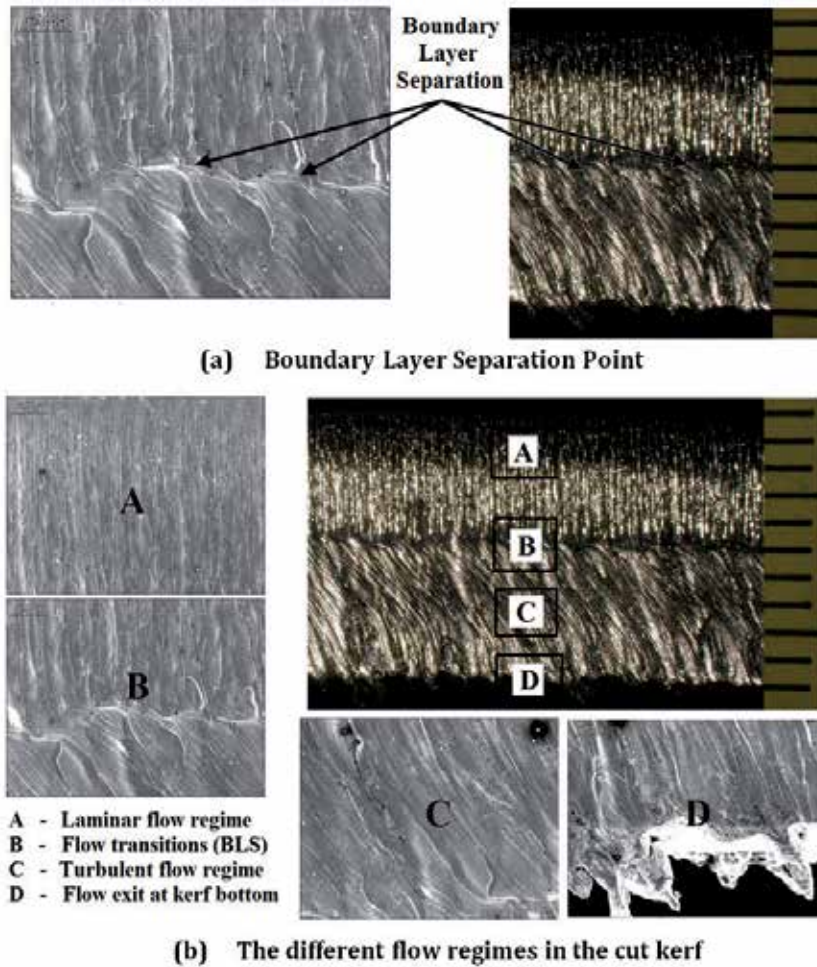 Boundary
Layer
Separation
(a) Boundary Layer Separation Point
A
B
A
B
C
D
C
D
A - Laminar flow regime
B - Flow transitions (BLS)
C - Turbulent flow regime
D - Flow exit at kerf bottom
(b) The different flow regimes in the cut kerf